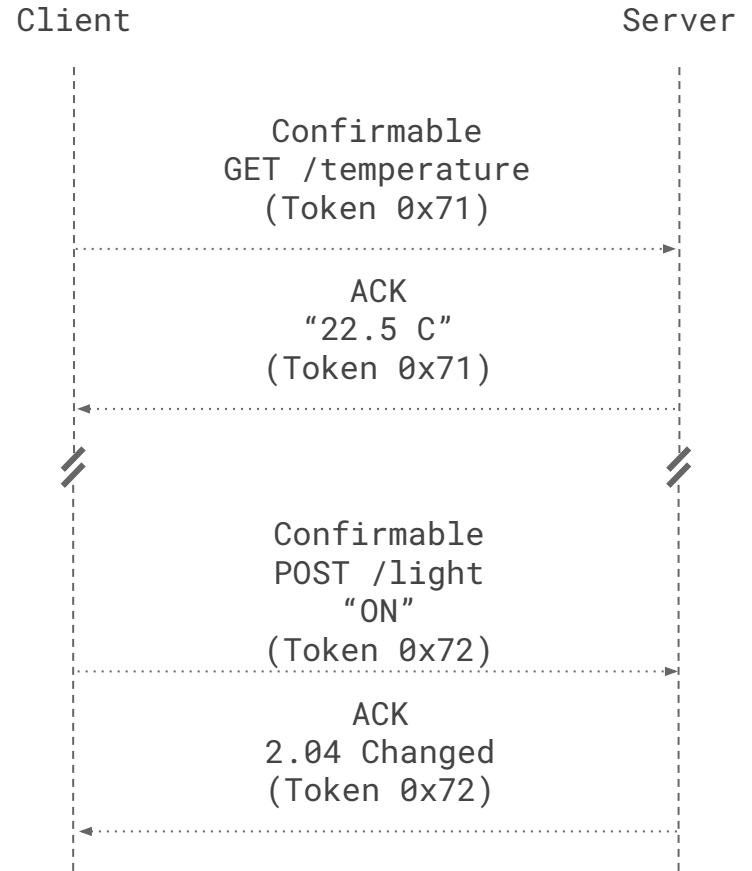 Client
Server
Confirmable
GET /temperature
(Token 0x71)
ACK
“22.5 C”
(Token 0x71)
Confirmable
POST /light
“ON”
(Token 0x72)
ACK
2.04 Changed
(Token 0x72)